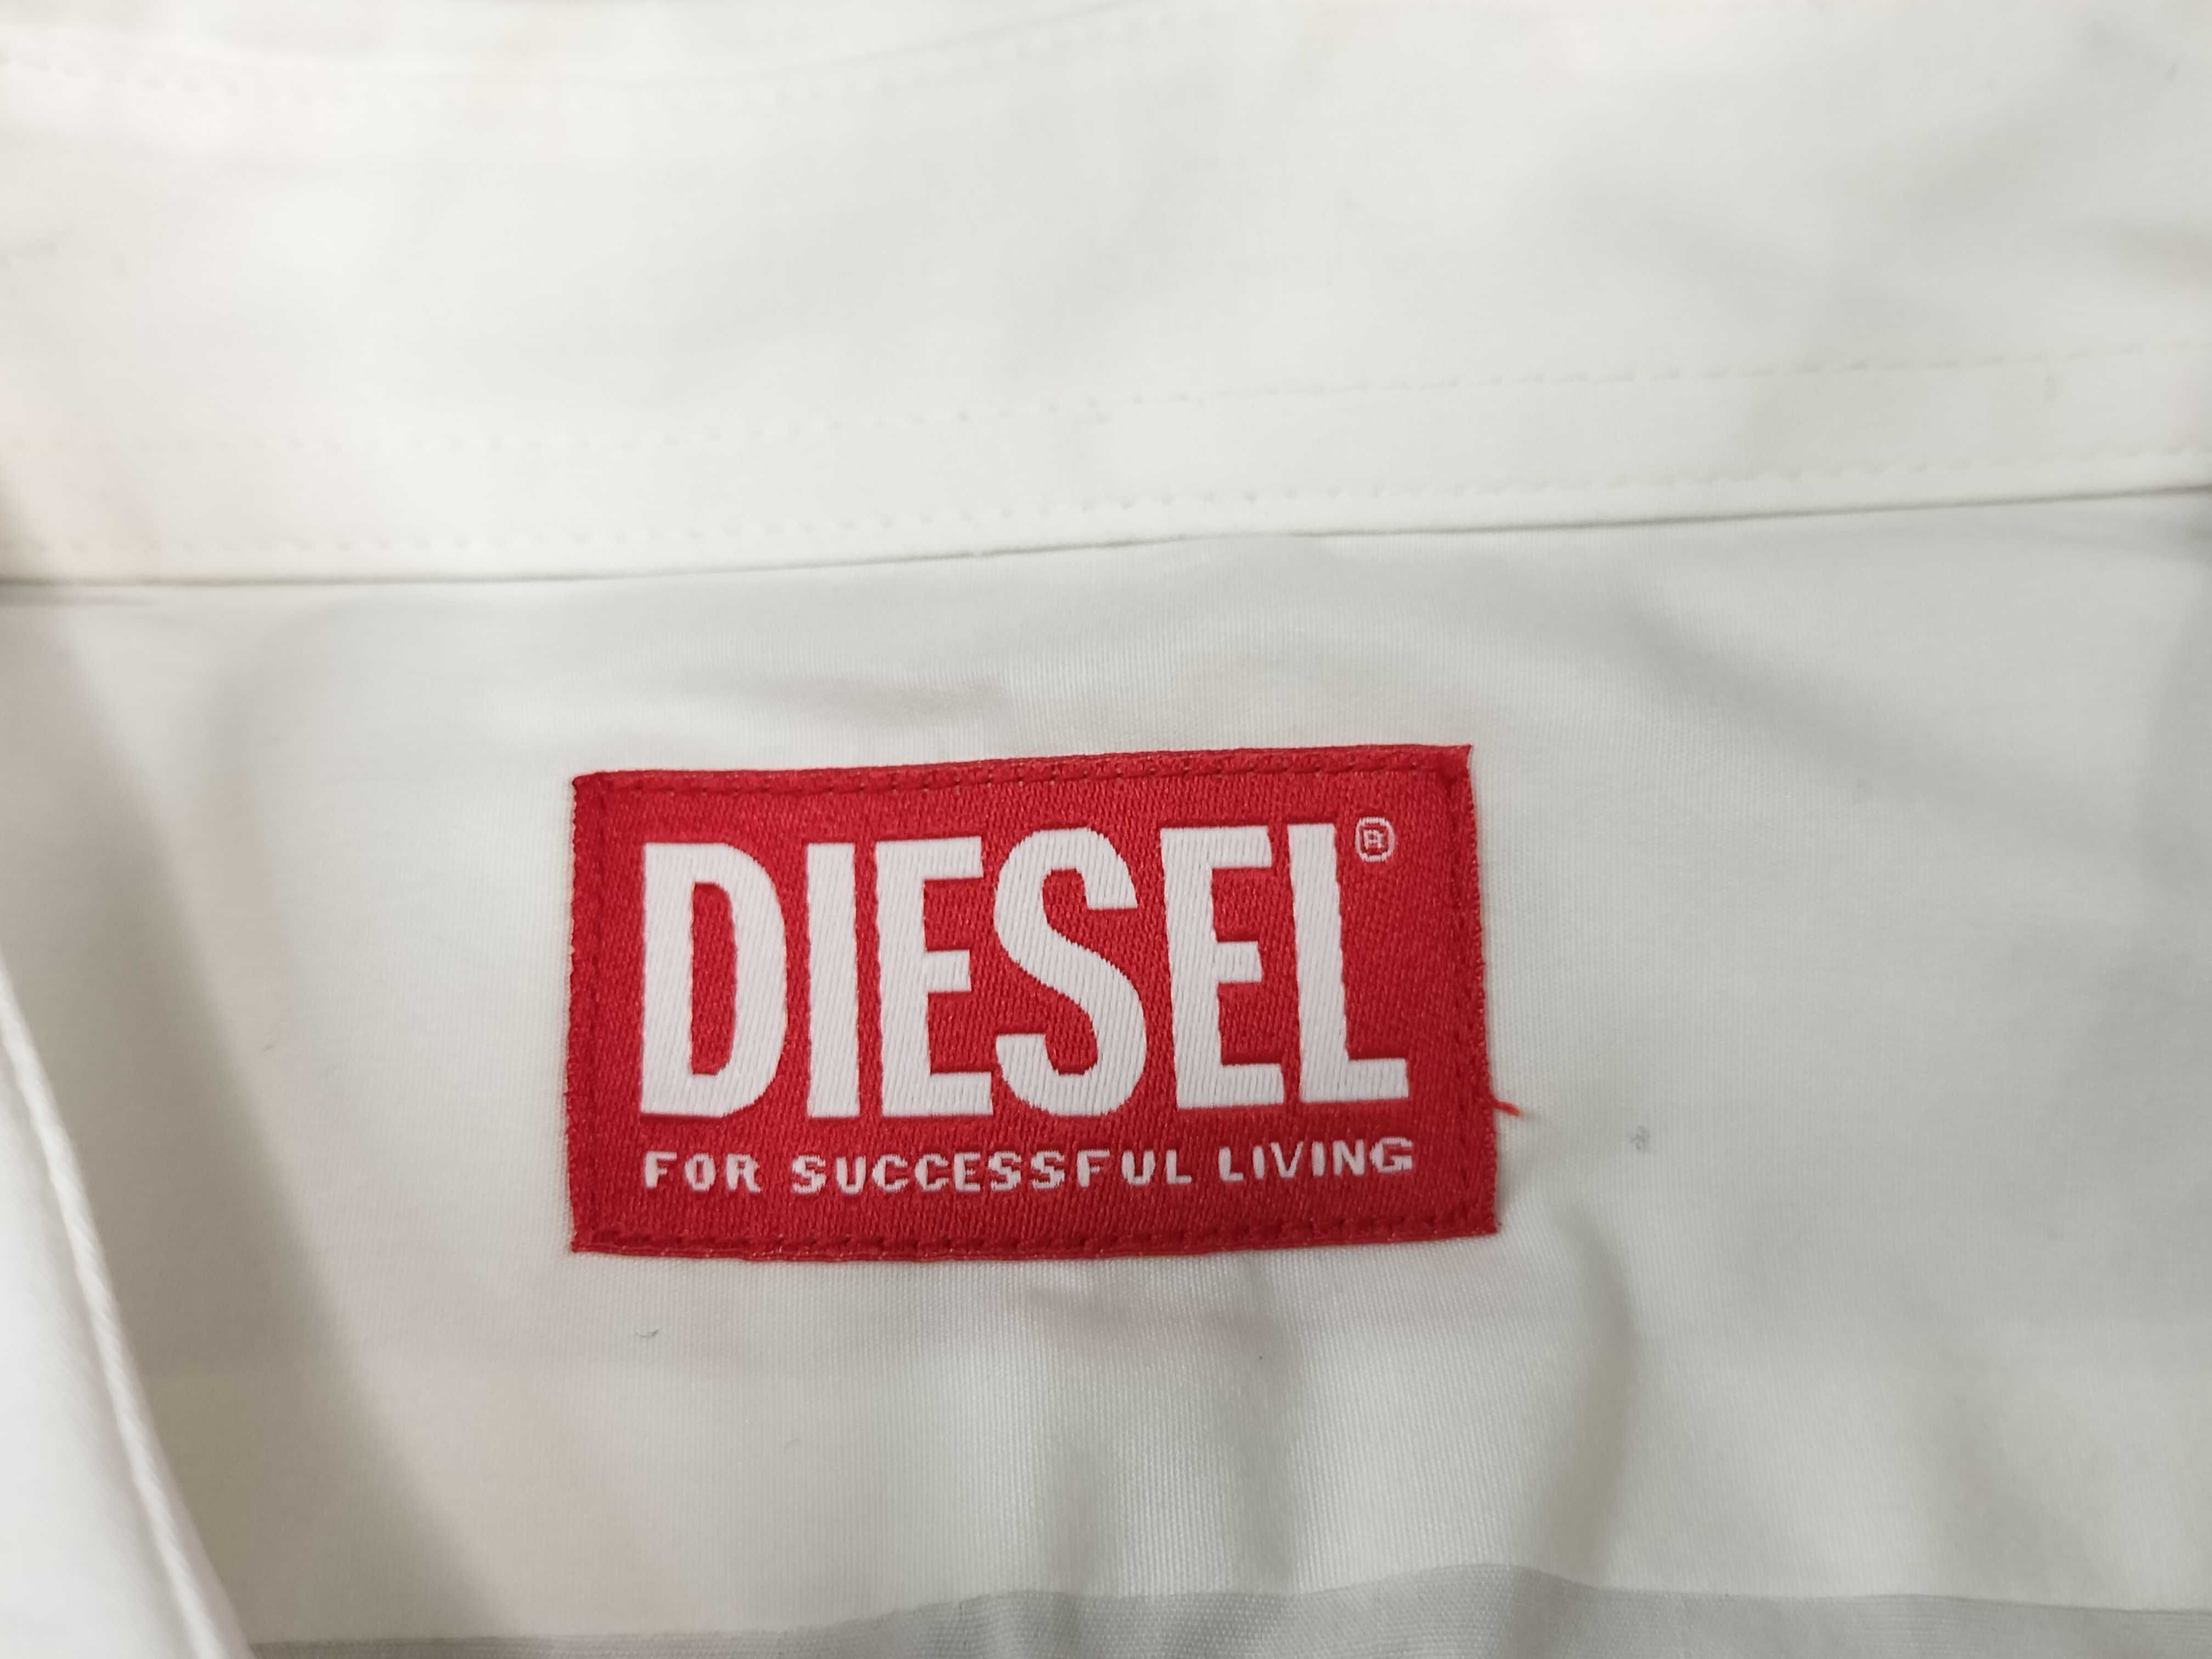 DIESEL®
FOR SUCCESSFUL LIVING